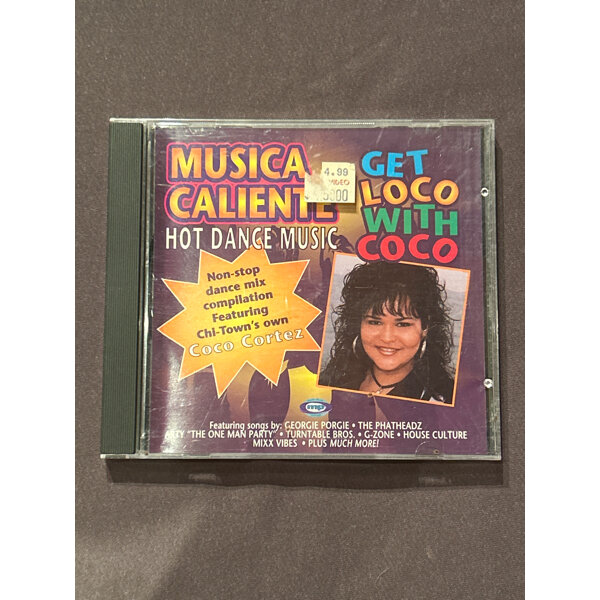 MUSICA
CALIENTE
HOT DANCE MUSIC
4.99
VIDEO
GET
LOCO
WITH
COCO
Non-stop
dance mix
compilation
Featuring
Chi-Town's own
Coco Cortez
Featuring songs by: GEORGIE PORGIE • THE PHATHEADZ
"THE ONE MAN PARTY" • TURNTABLE BROS. • G-ZONE • HOUSE CULTURE
MIXX VIBES • PLUS MUCH MORE!